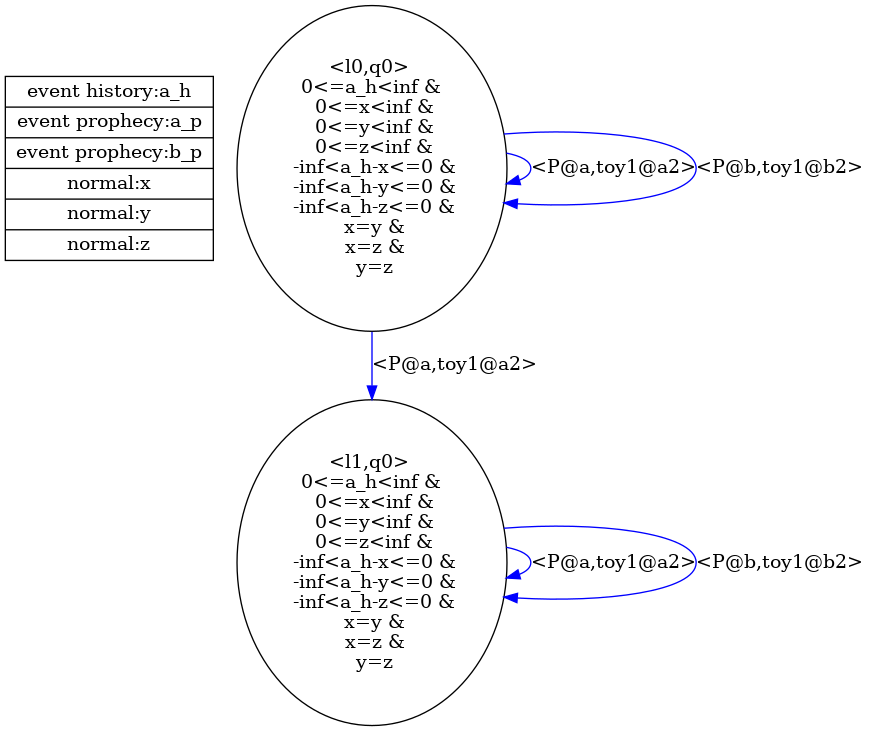 event history:a_h
event prophecy:a_p
event prophecy:b_p
normal:x
normal:y
normal:z
<l0,q0>
0<=a_h<inf &
0<=x<inf &
0<=y<inf &
0<=z<inf &
-inf<a_h-x<=0 &
-inf<a_h-y<=0 &
-inf<a_h-z<=0 &
x=y &
x=z &
y=z
<P@a,toy1@a2>
<P@b,toy1@b2>
<P@a,toy1@a2>
<l1,q0>
0<=a_h<inf &
0<=x<inf &
0<=y<inf &
0<=z<inf &
-inf<a_h-x<=0 &
-inf<a_h-y<=0 &
-inf<a_h-z<=0 &
x=y &
x=z &
y=z
<P@a,toy1@a2>
<P@b,toy1@b2>